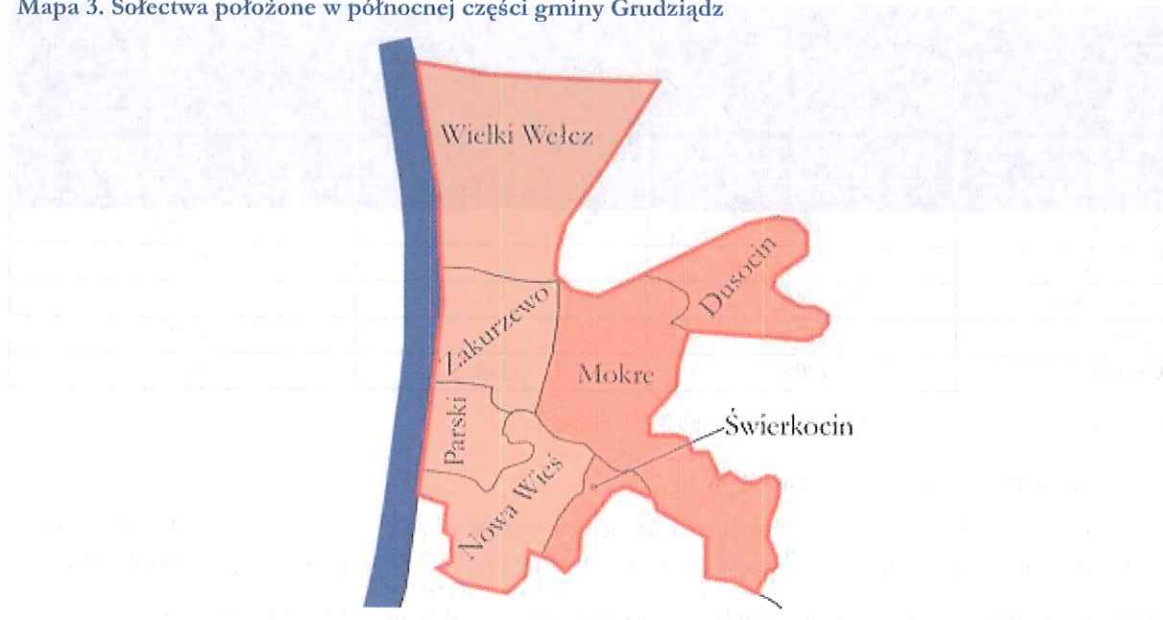 Mapa 3. Sołectwa położone w północnej części gminy Grudziądz
Wielki Wełcz
Dusocin
Zakurzewo
Mokre
Parski
Świerkocin
Nowa Wieś